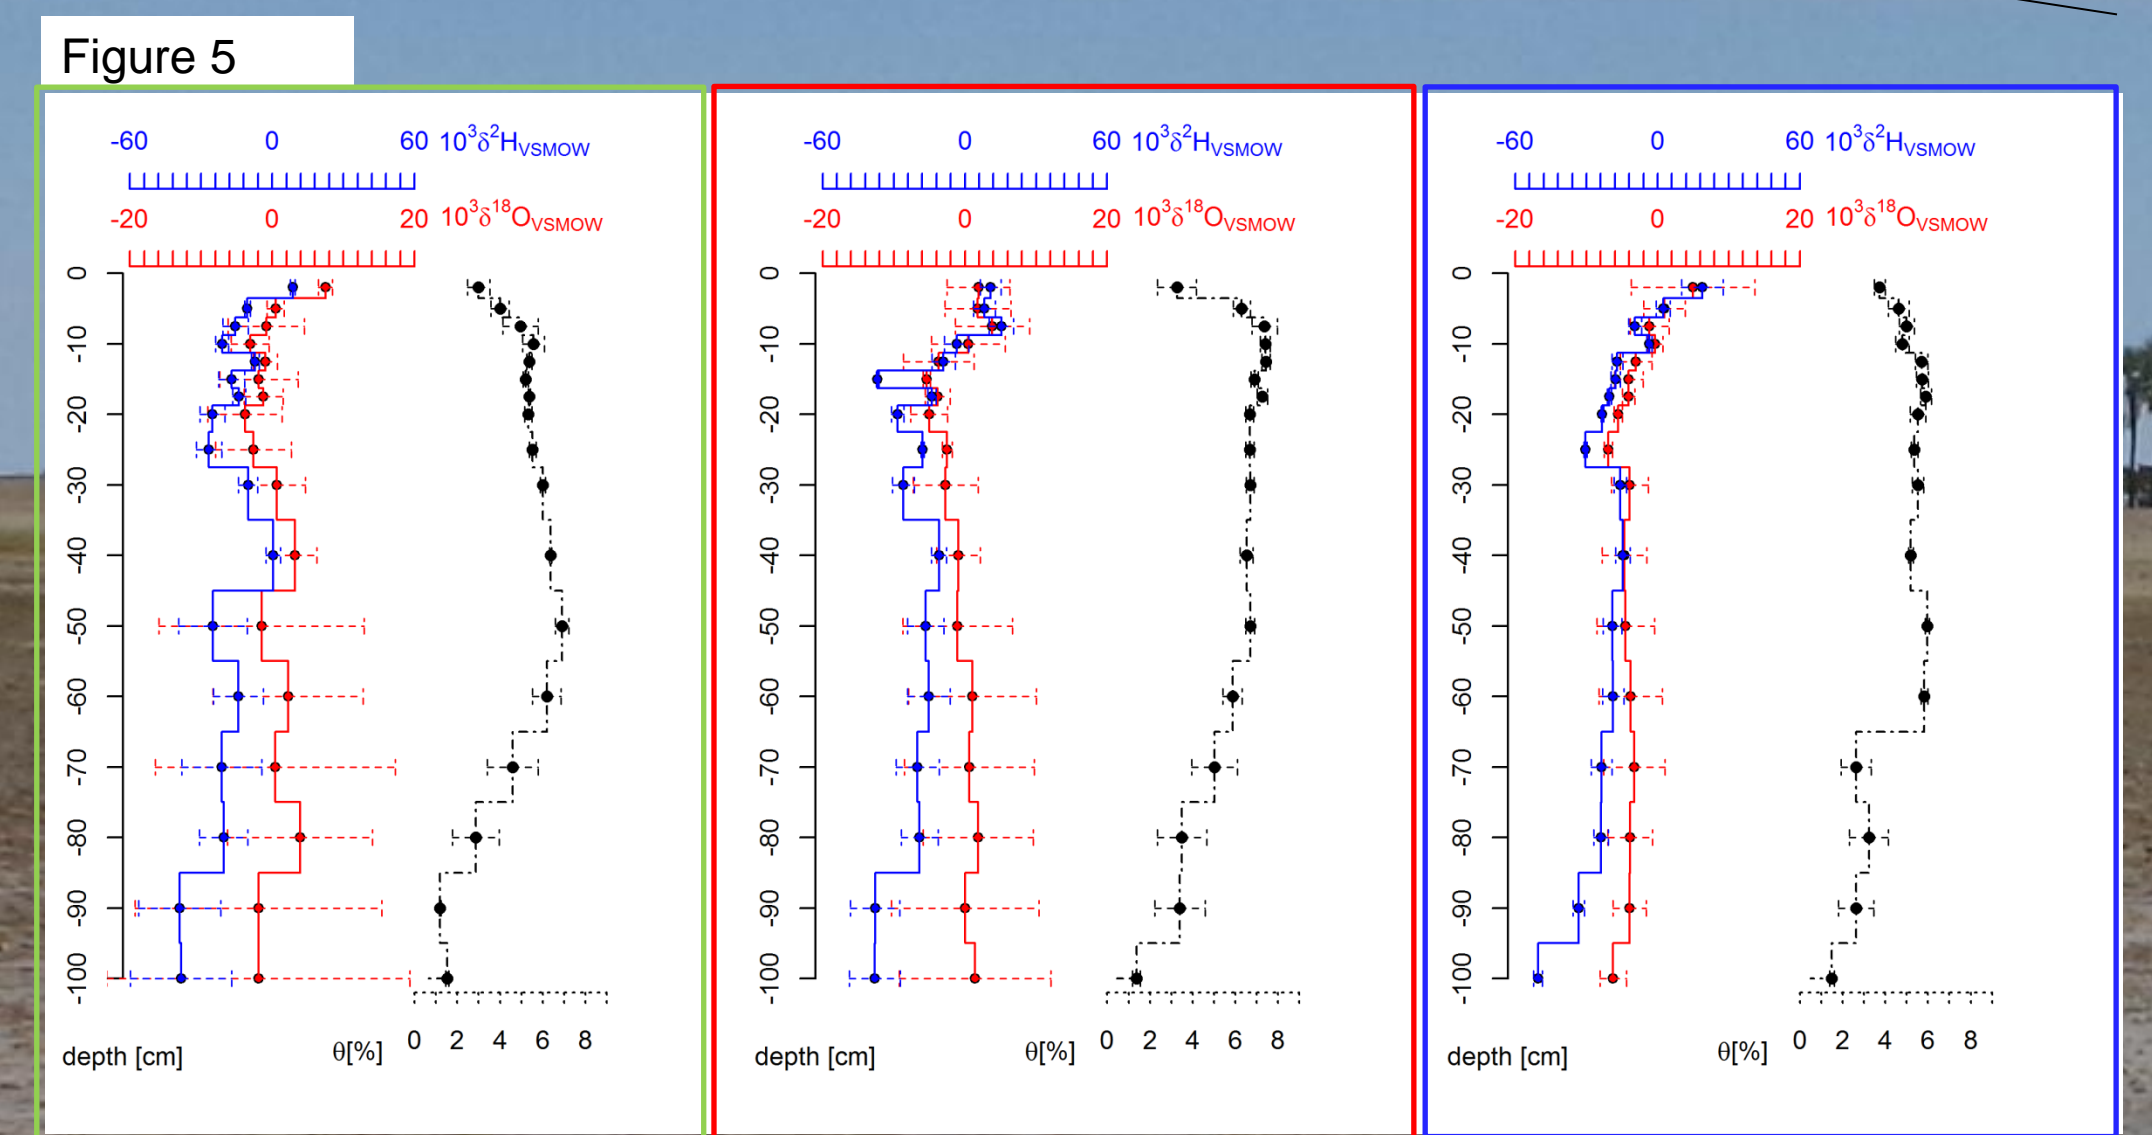 Figure 5
-60 0 60 10³δ²H_VSMOW
-20 0 20 10³δ¹⁸O_VSMOW
0
-10
-20
-30
-40
-50
-60
-70
-80
-90
-100
0 2 4 6 8
depth [cm] θ[%]
-60 0 60 10³δ²H_VSMOW
-20 0 20 10³δ¹⁸O_VSMOW
0
-10
-20
-30
-40
-50
-60
-70
-80
-90
-100
0 2 4 6 8
depth [cm] θ[%]
-60 0 60 10³δ²H_VSMOW
-20 0 20 10³δ¹⁸O_VSMOW
0
-10
-20
-30
-40
-50
-60
-70
-80
-90
-100
0 2 4 6 8
depth [cm] θ[%]